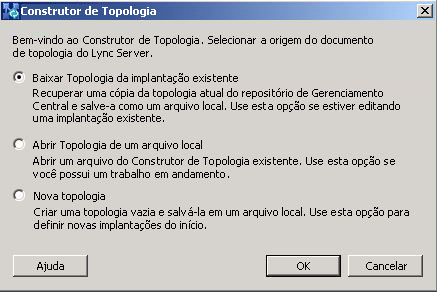 Construtor de Topologia
Bem-vindo ao Construtor de Topologia. Selecionar a origem do documento
de topologia do Lync Server.
Baixar Topologia da implantação existente
Recuperar uma cópia da topologia atual do repositório de Gerenciamento
Central e salve-a como um arquivo local. Use esta opção se estiver editando
uma implantação existente.
Abrir Topologia de um arquivo local
Abrir um arquivo do Construtor de Topologia existente. Use esta opção se
você possui um trabalho em andamento.
Nova topologia
Criar uma topologia vazia e salvá-la em um arquivo local. Use esta opção para
definir novas implantações do início.
Ajuda
OK
Cancelar